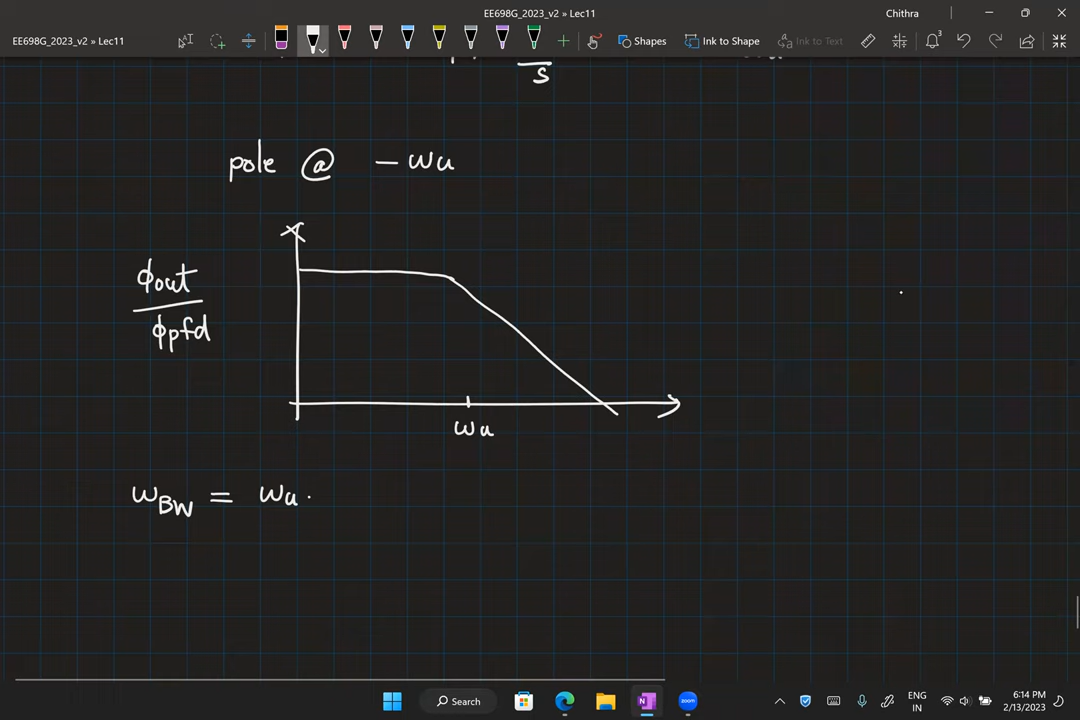 EE698G_2023_v2 » Lec11
Chithra
EE698G_2023_v2 » Lec11
Shapes
Ink to Shape
Ink to Text
3
s
pole @ - ωu
ϕout
ϕpfd
ωu
ωBW = ωu.
Search
ENG
IN
6:14 PM
2/13/2023